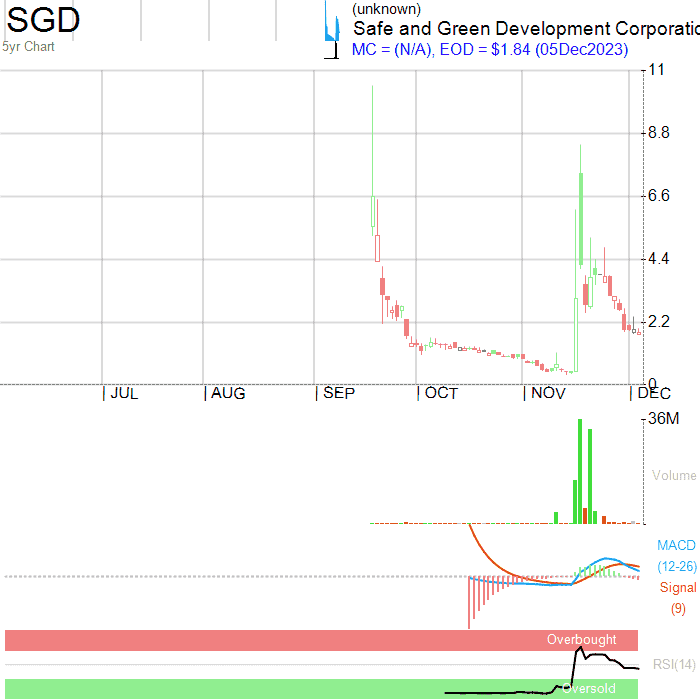 SGD
5yr Chart
(unknown)
Safe and Green Development Corporatio
MC = (N/A), EOD = $1.84 (05Dec2023)
11
8.8
6.6
4.4
2.2
0
JUL AUG SEP OCT NOV DEC
36M
Volume
MACD
(12-26)
Signal
(9)
Overbought
RSI(14)
Oversold